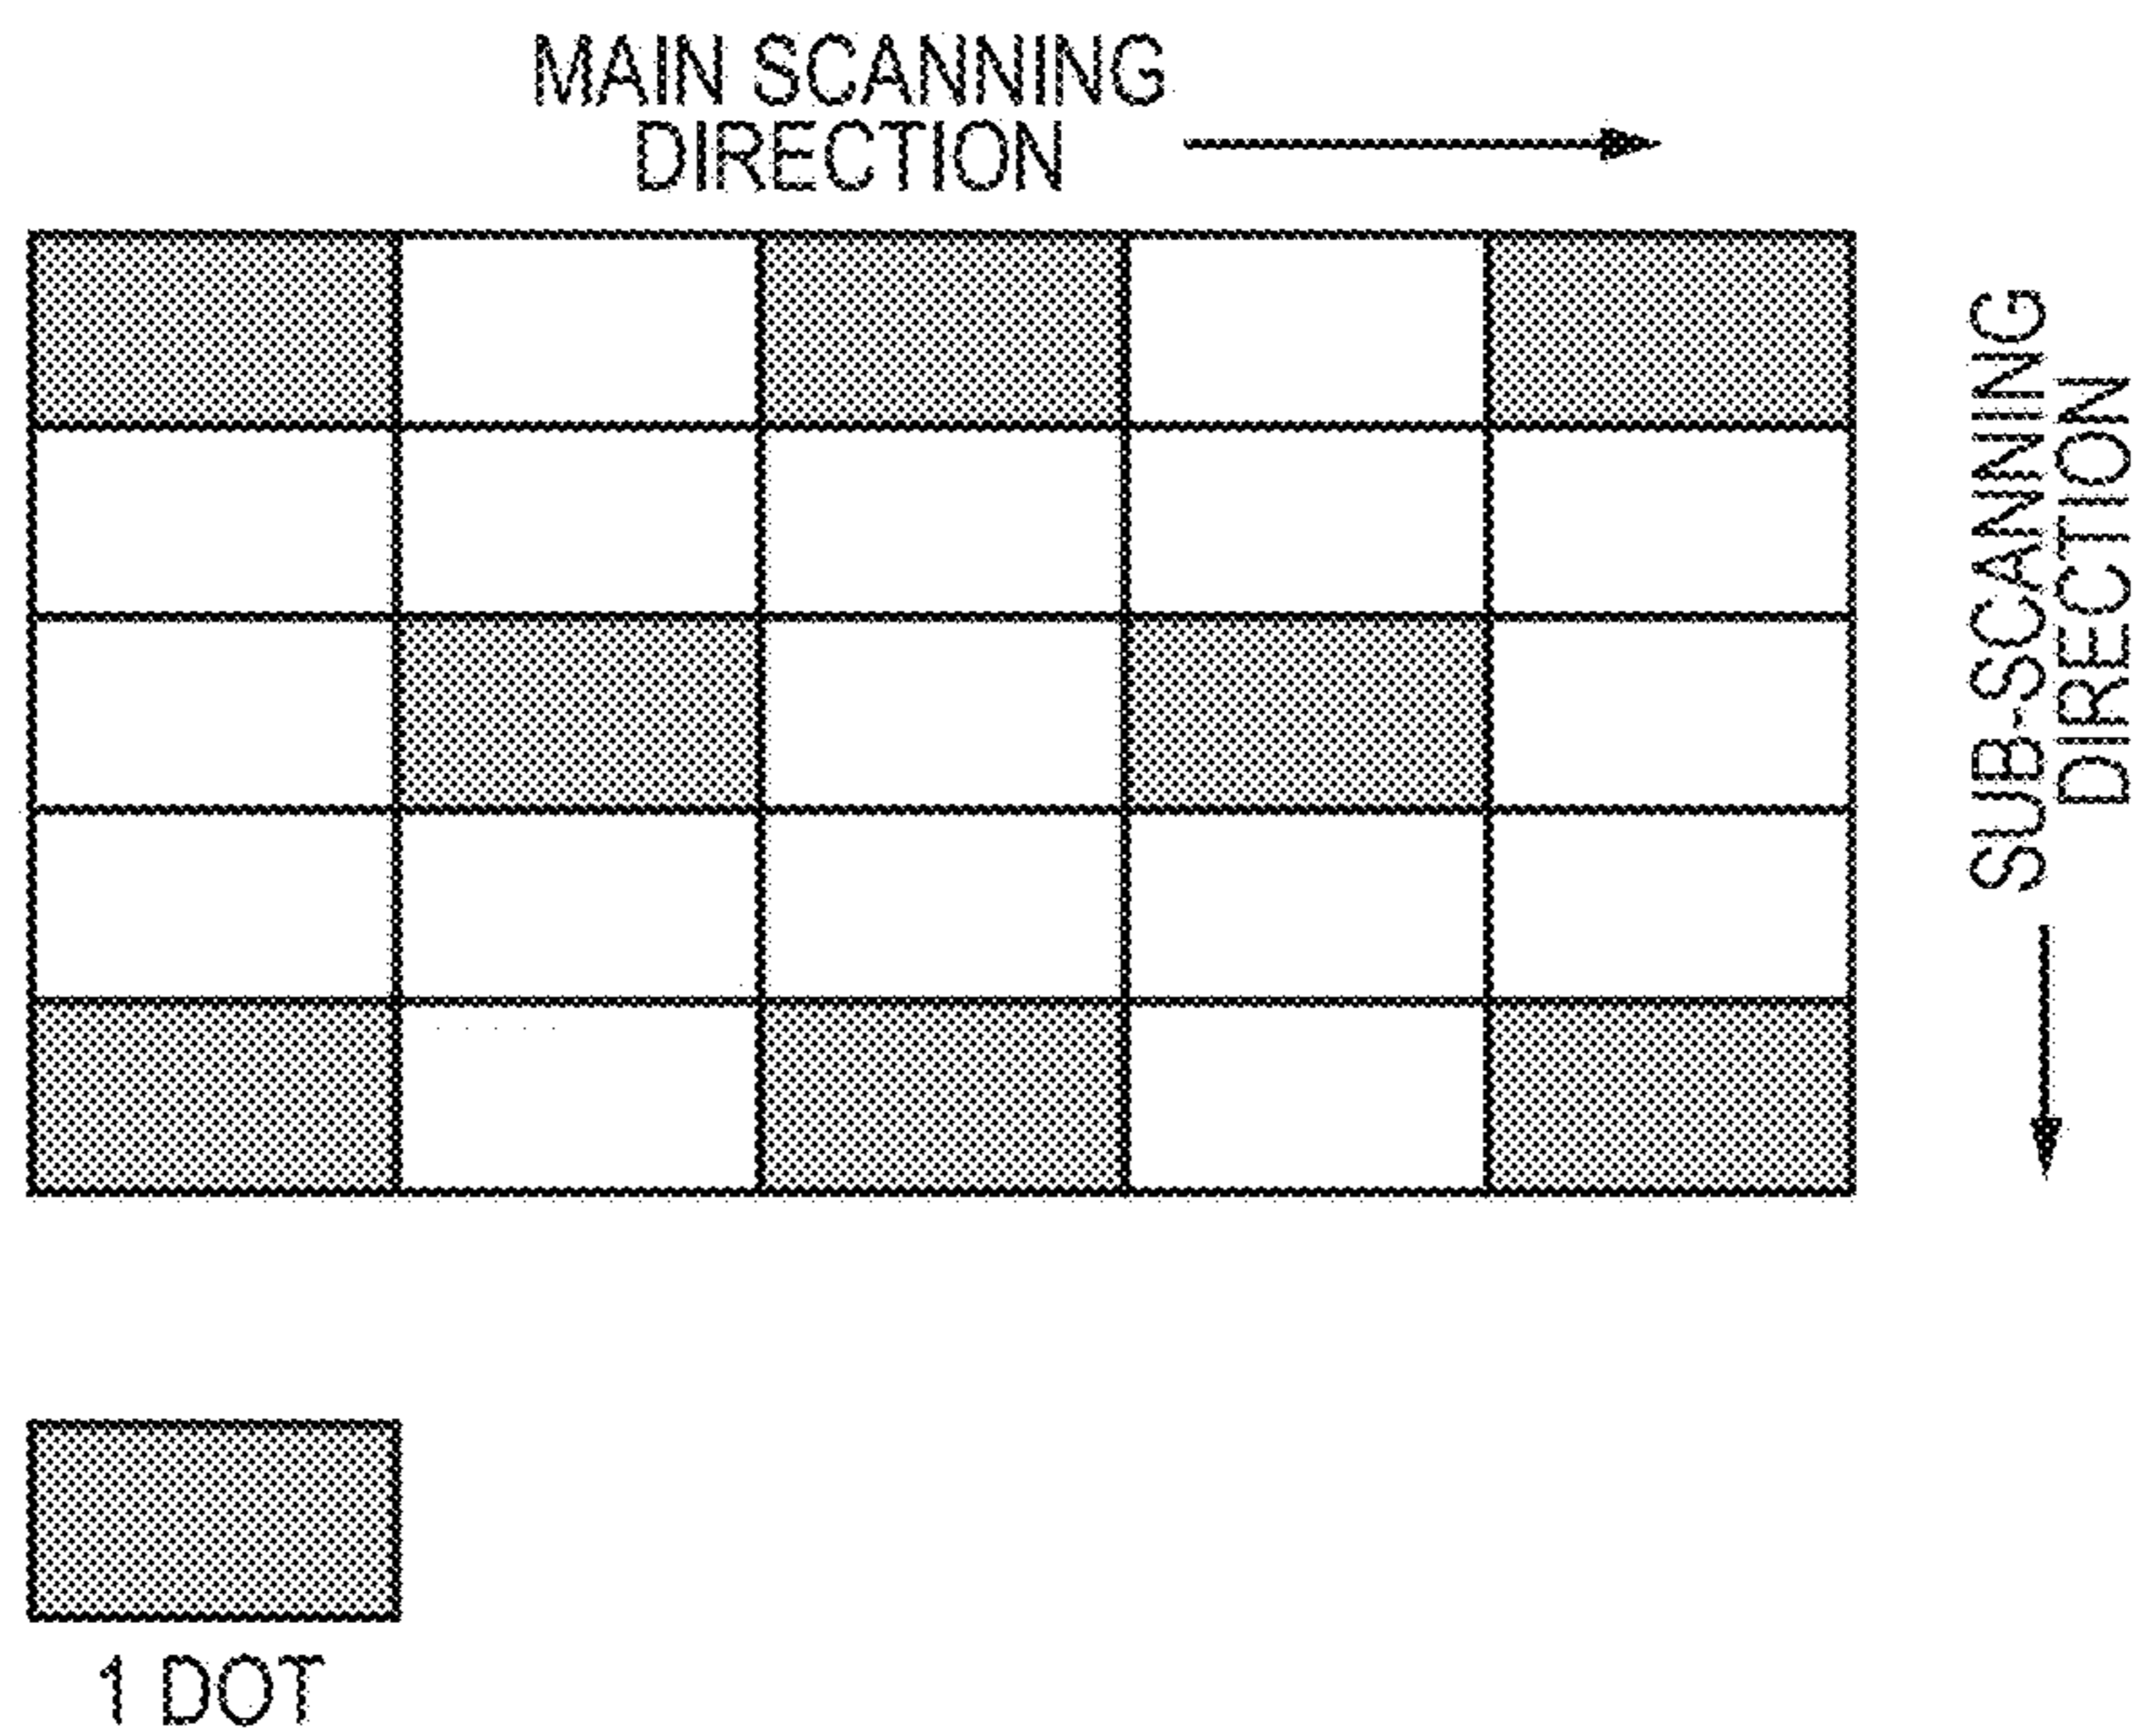 MAIN SCANNING
DIRECTION
SUB-SCANNING
DIRECTION
1 DOT